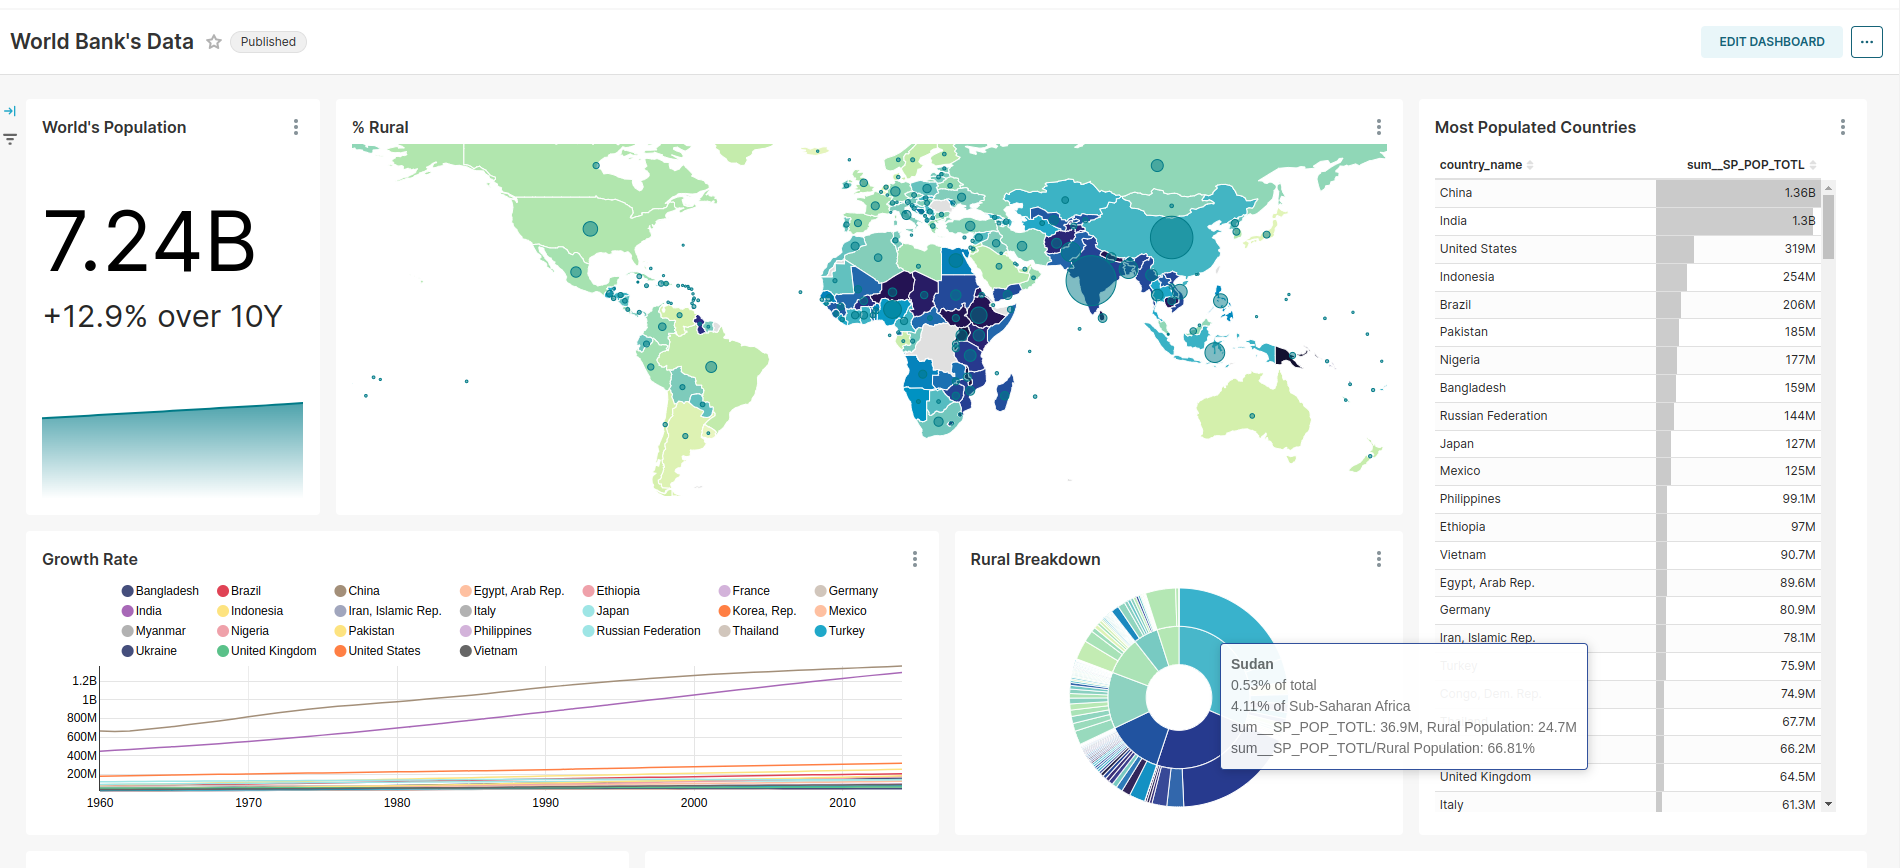 World Bank's Data
Published
EDIT DASHBOARD
World's Population
7.24B
+12.9% over 10Y
% Rural
Most Populated Countries
country_name sum__SP_POP_TOTL
China 1.36B
India 1.3B
United States 319M
Indonesia 254M
Brazil 206M
Pakistan 185M
Nigeria 177M
Bangladesh 159M
Russian Federation 144M
Japan 127M
Mexico 125M
Philippines 99.1M
Ethiopia 97M
Vietnam 90.7M
Egypt, Arab Rep. 89.6M
Germany 80.9M
Iran, Islamic Rep. 78.1M
Turkey 75.9M
Congo, Dem. Rep. 74.9M
67.7M
66.2M
United Kingdom 64.5M
Italy 61.3M
Growth Rate
Bangladesh Brazil China Egypt, Arab Rep. Ethiopia France Germany
India Indonesia Iran, Islamic Rep. Italy Japan Korea, Rep. Mexico
Myanmar Nigeria Pakistan Philippines Russian Federation Thailand Turkey
Ukraine United Kingdom United States Vietnam
1.2B
1B
800M
600M
400M
200M
1960 1970 1980 1990 2000 2010
Rural Breakdown
Sudan
0.53% of total
4.11% of Sub-Saharan Africa
sum__SP_POP_TOTL: 36.9M, Rural Population: 24.7M
sum__SP_POP_TOTL/Rural Population: 66.81%